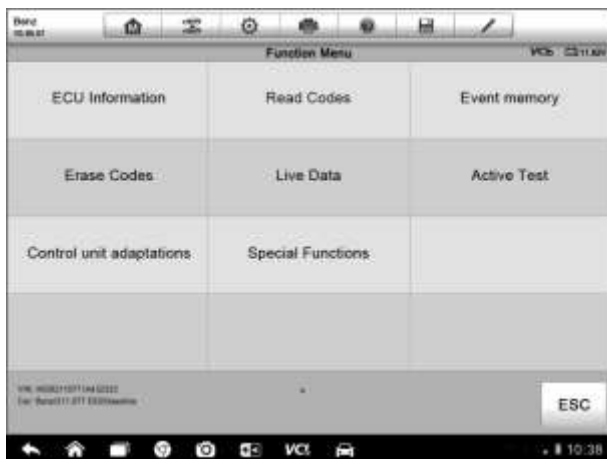 Benz
Function Menu
ECU Information
Read Codes
Event memory
Erase Codes
Live Data
Active Test
Control unit adaptations
Special Functions
ESC
VCI
10:38